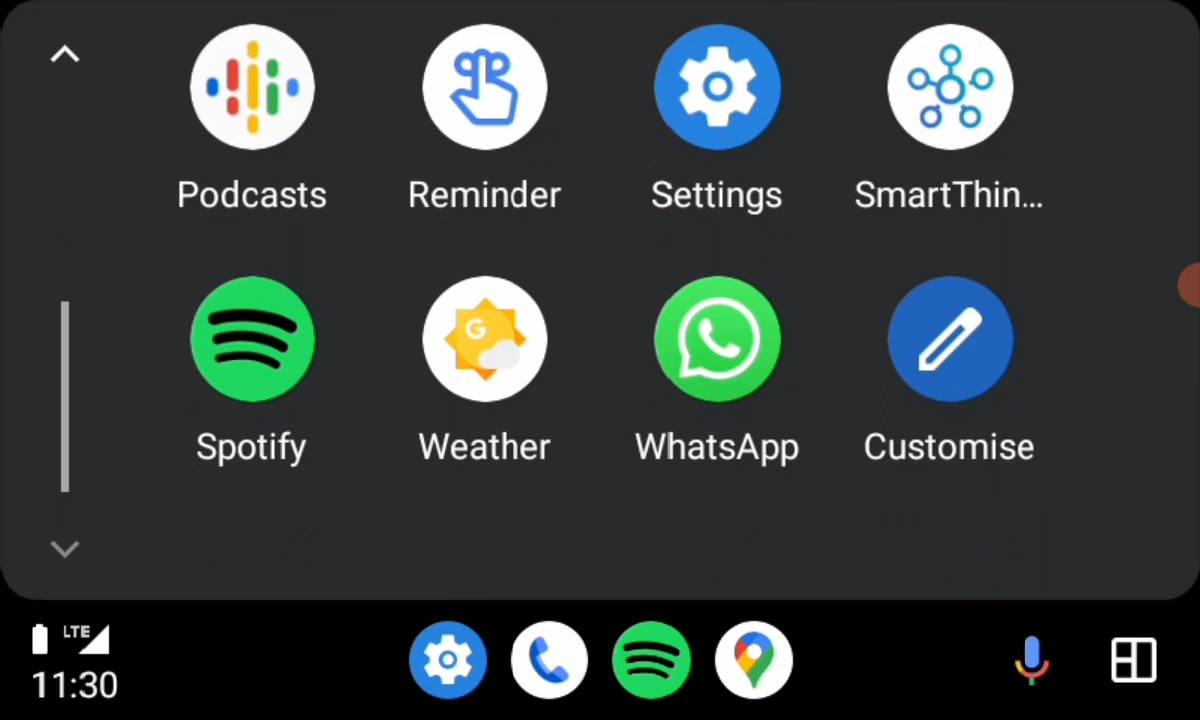 Podcasts
Reminder
Settings
SmartThin...
Spotify
G
Weather
WhatsApp
Customise
LTE
11:30